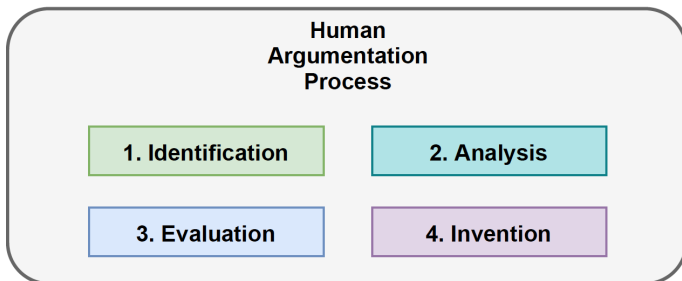 Human
Argumentation
Process
1. Identification
2. Analysis
3. Evaluation
4. Invention